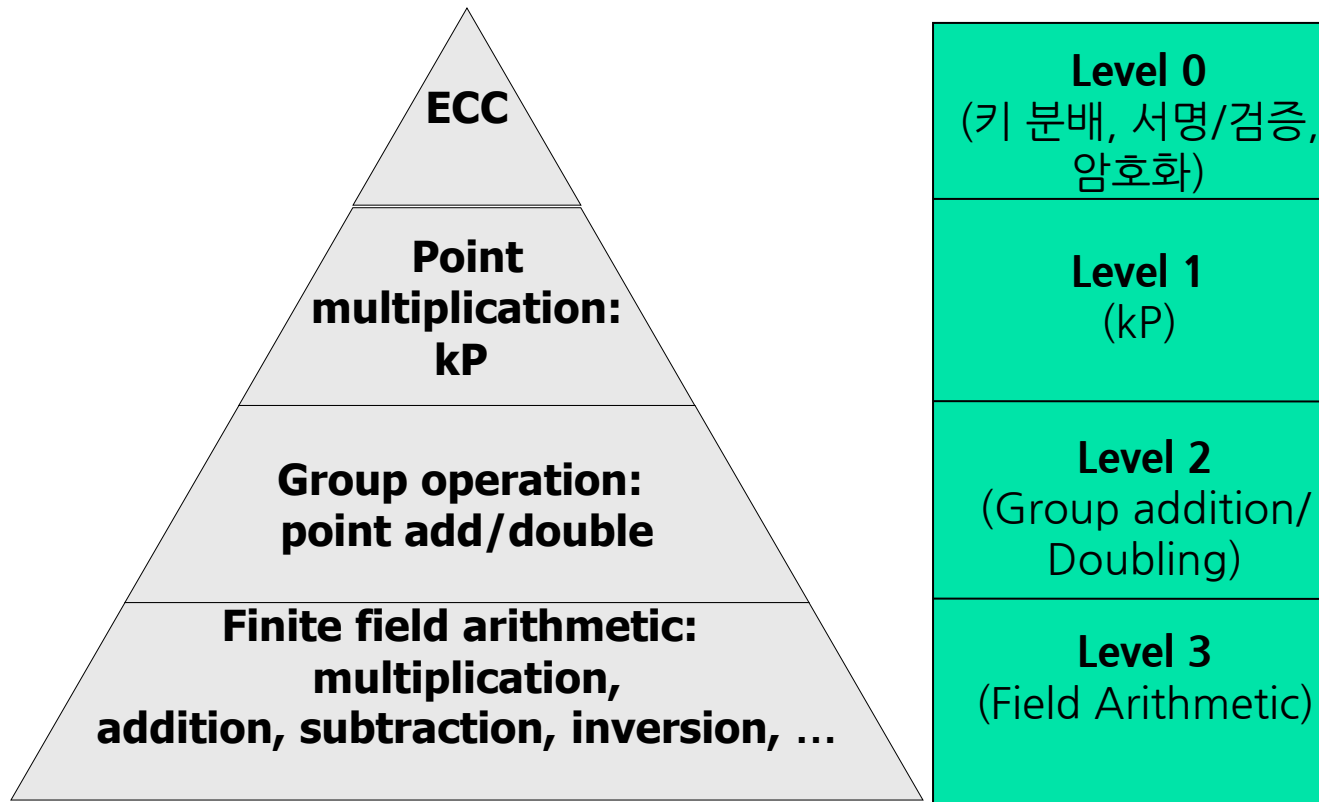 ECC
Point
multiplication:
kP
Group operation:
point add/double
Finite field arithmetic:
multiplication,
addition, subtraction, inversion, …
Level 0
(키 분배, 서명/검증,
암호화)
Level 1
(kP)
Level 2
(Group addition/
Doubling)
Level 3
(Field Arithmetic)